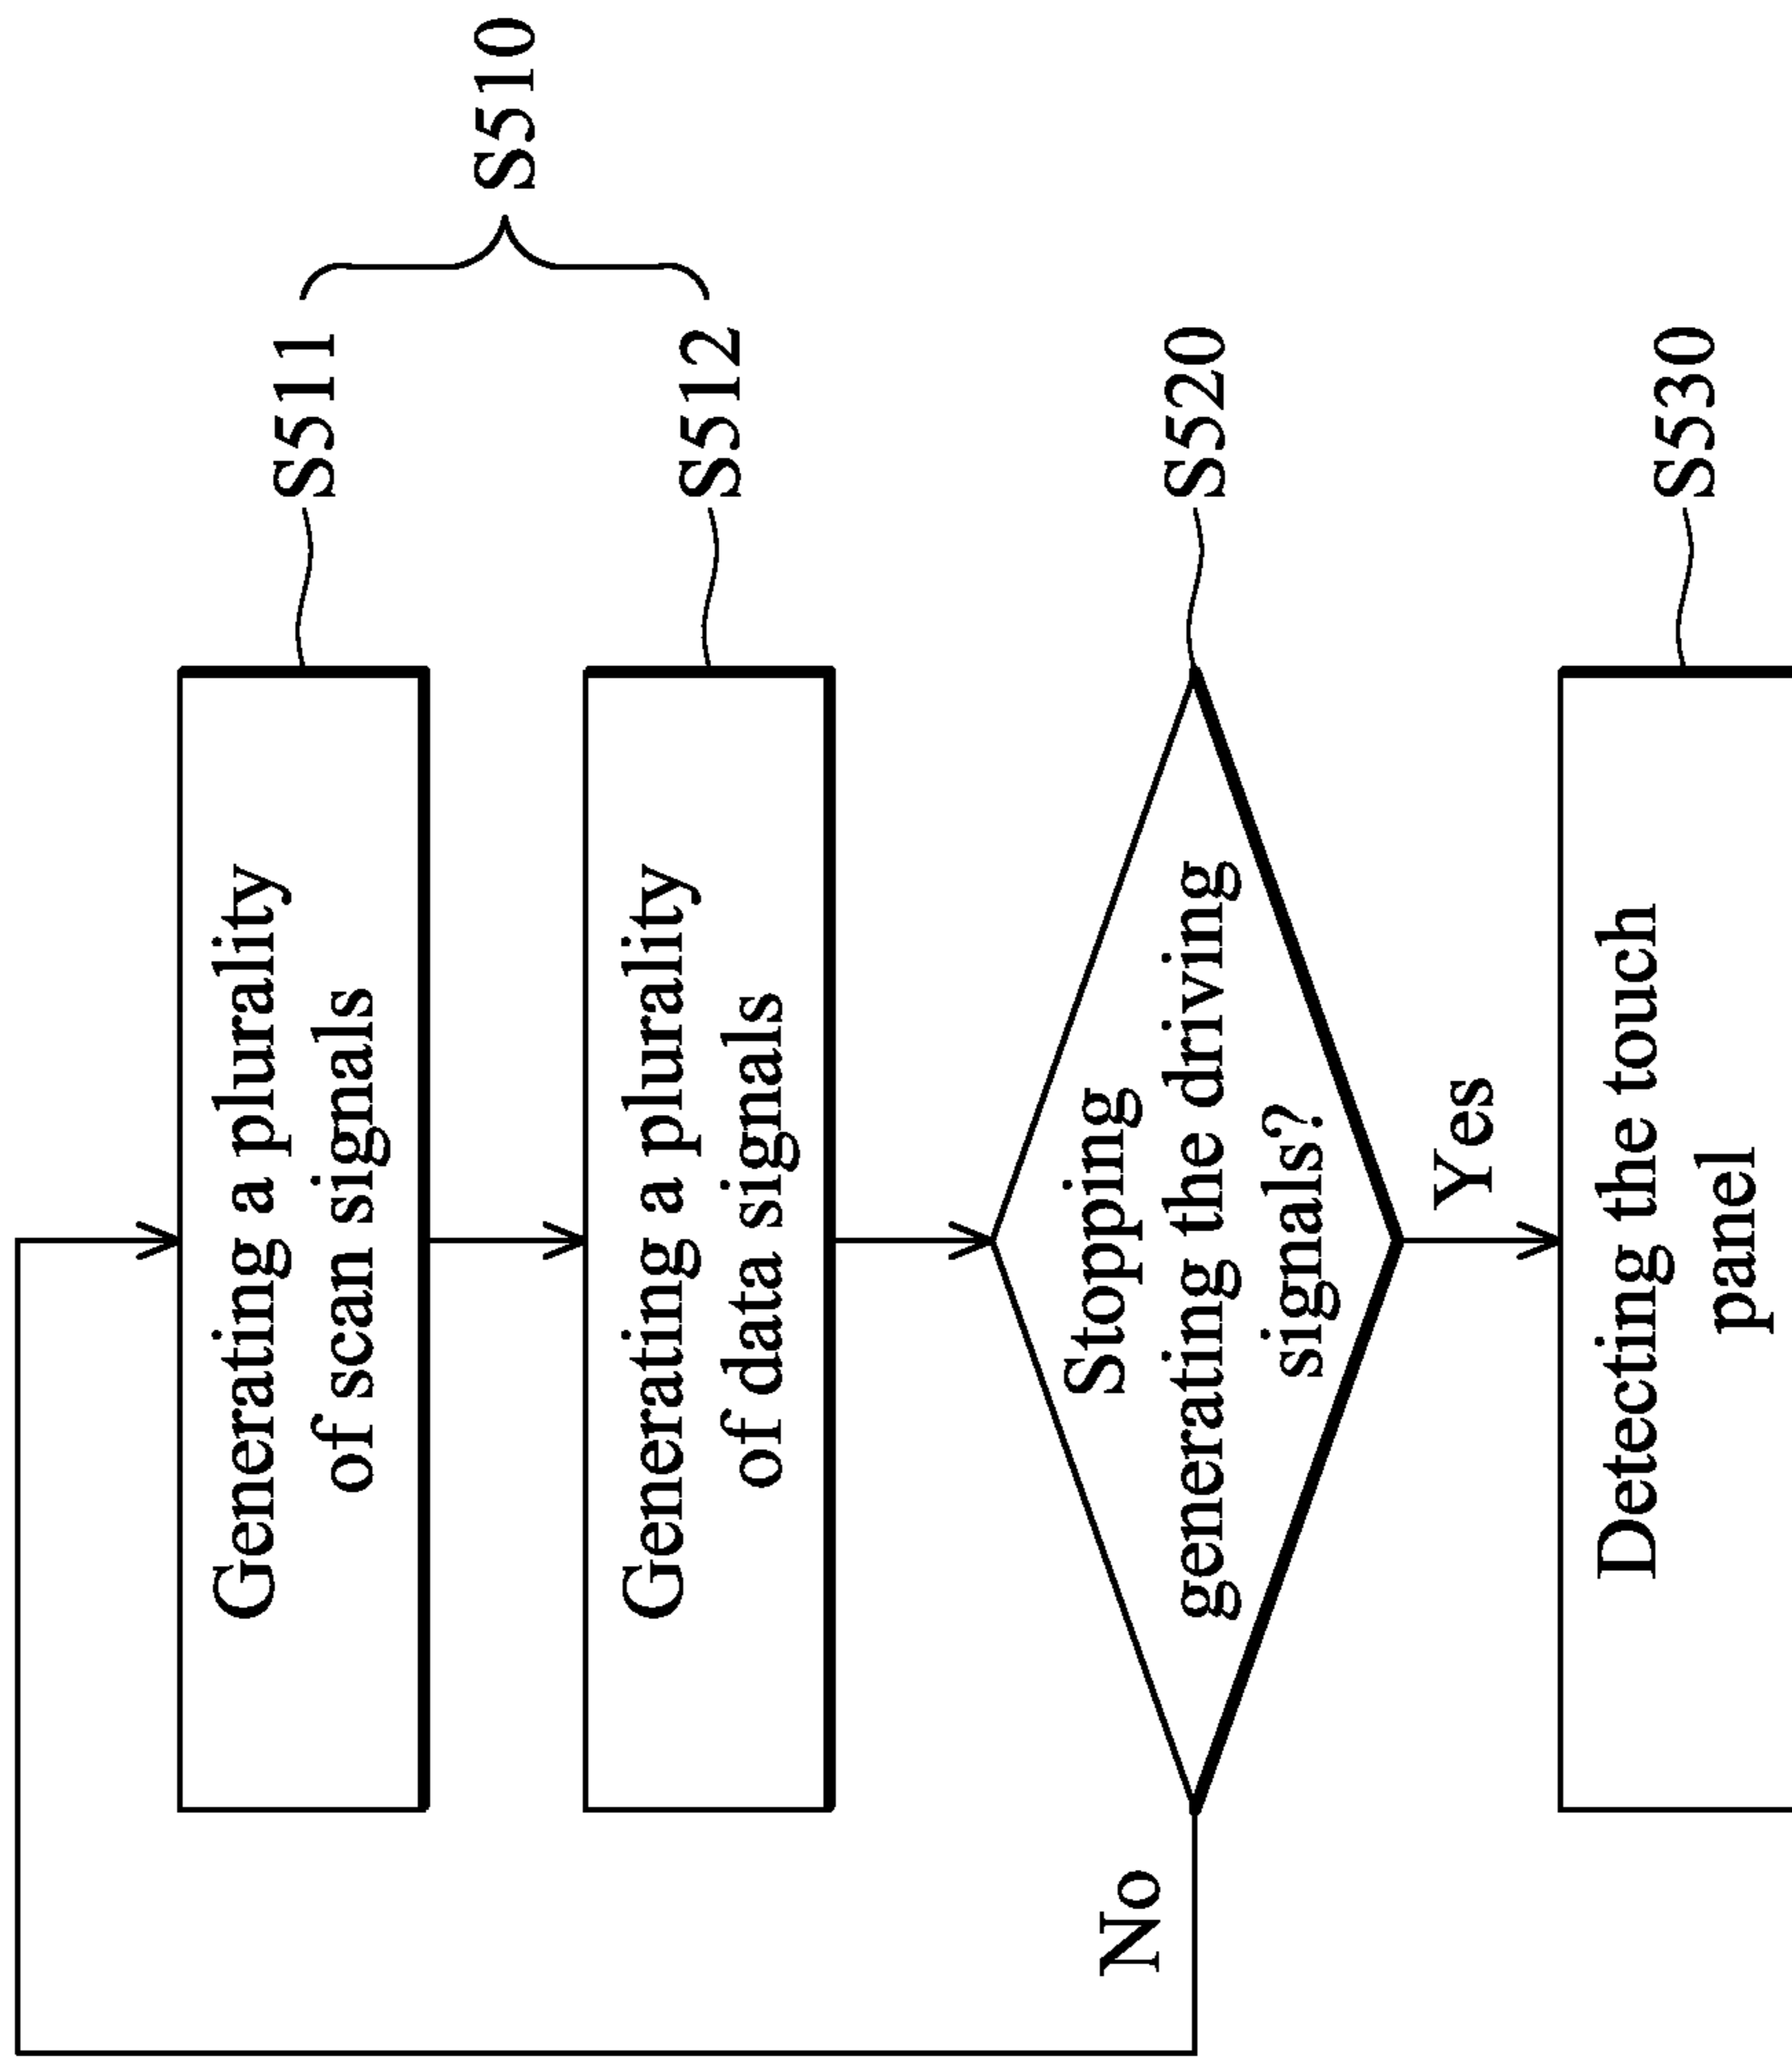 Generating a plurality
of scan signals
S511
S510
Generating a plurality
of data signals
S512
Stopping
generating the driving
signals?
S520
No
Yes
Detecting the touch
panel
S530